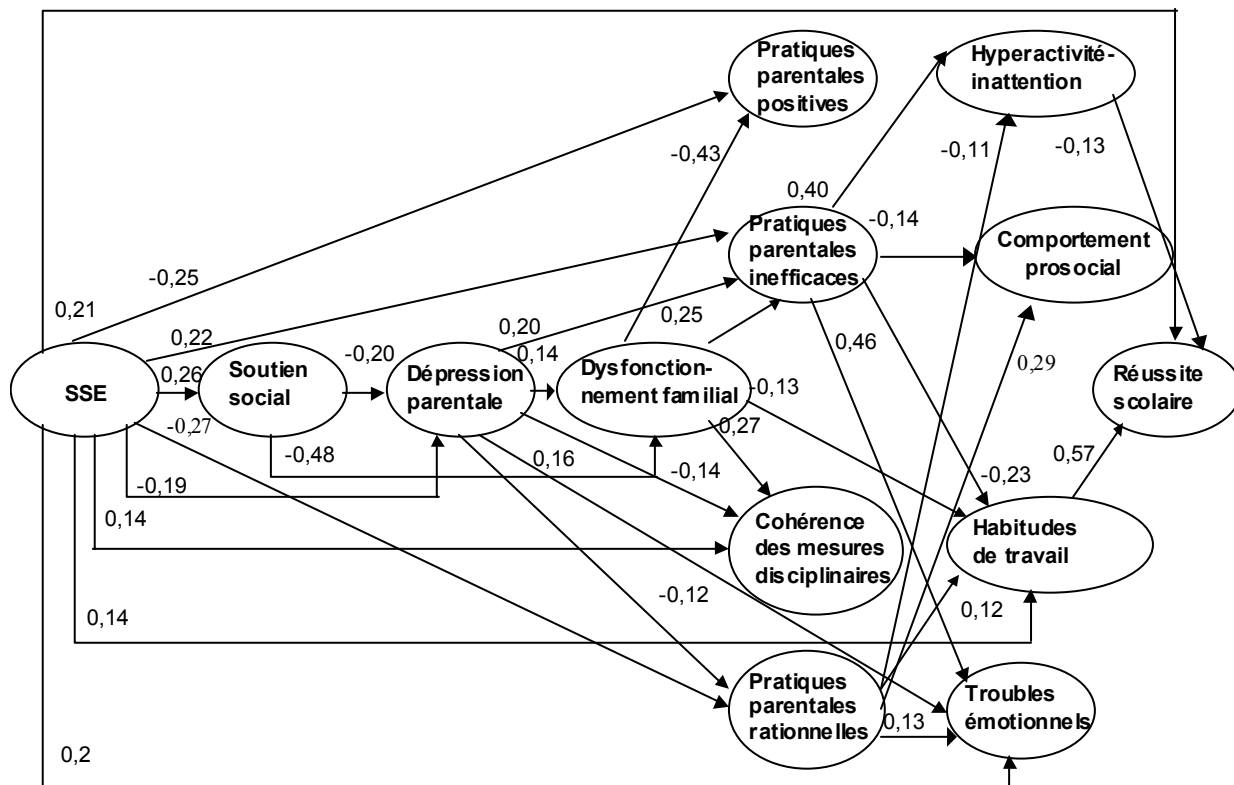 Pratiques
parentales
positives
Hyperactivité-
inattention
-0,43
-0,11
-0,13
0,40
-0,14
Pratiques
parentales
inefficaces
Comportement
prosocial
-0,25
0,21
0,22
0,20
0,25
0,46
0,29
SSE
0,26
Soutien
social
-0,20
Dépression
parentale
0,14
Dysfonction-
nement familial
-0,13
Réussite
scolaire
-0,27
-0,48
0,16
-0,14
0,27
-0,23
0,57
-0,19
0,14
Cohérence
des mesures
disciplinaires
Habitudes
de travail
0,14
-0,12
0,12
Pratiques
parentales
rationnelles
0,13
Troubles
émotionnels
0,2